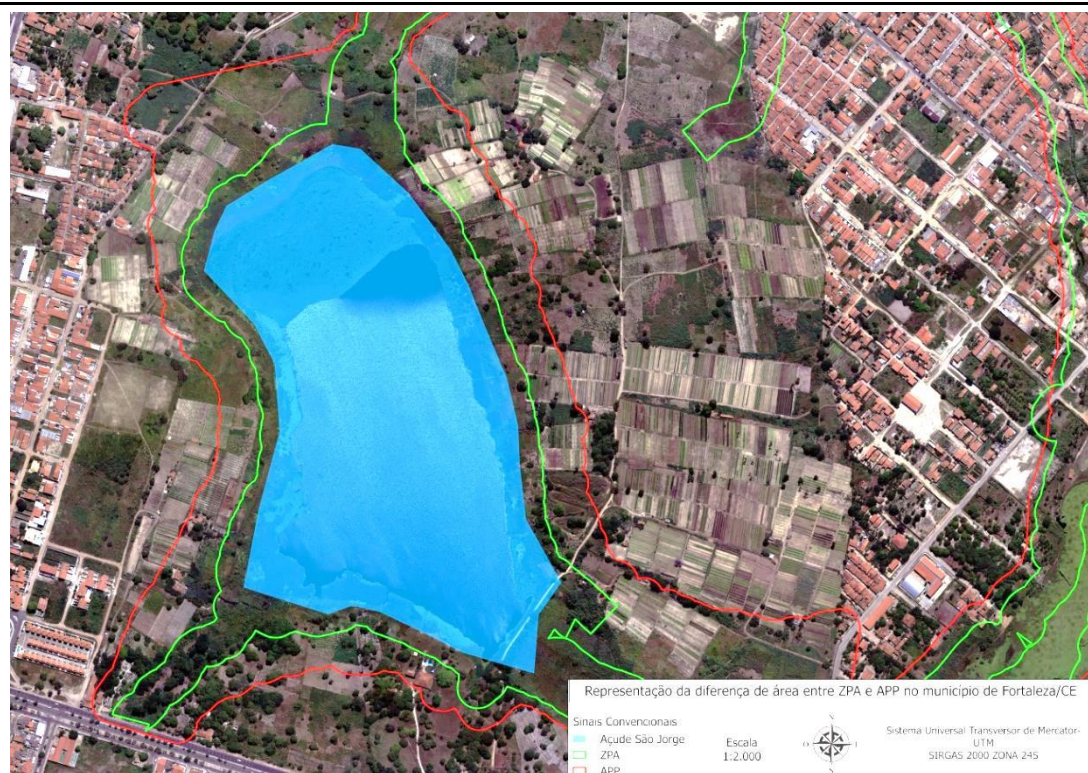 Representação da diferença de área entre ZPA e APP no município de Fortaleza/CE
Sinais Convencionais
Açude São Jorge
ZPA
APP
Escala
1:2.000
Sistema Universal Transversor de Mercator-
UTM
SIRGAS 2000 ZONA 24S